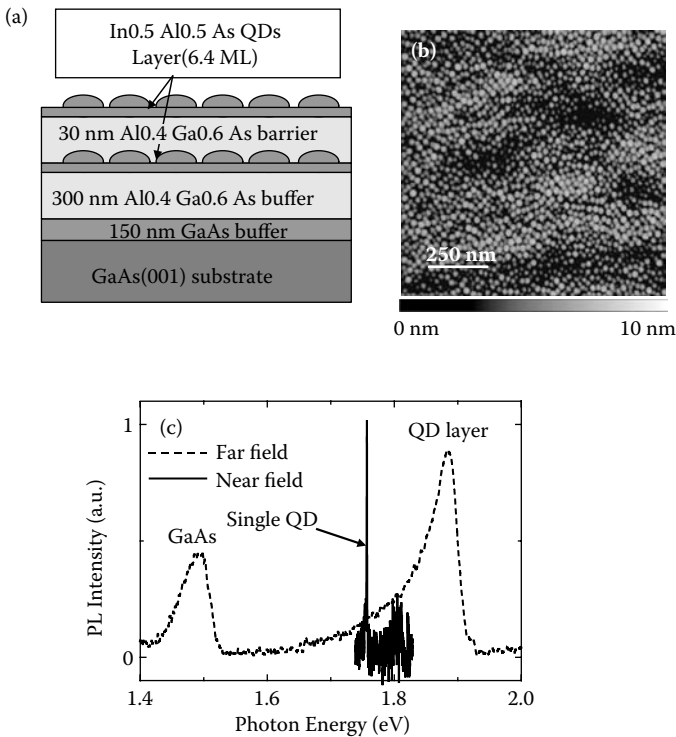 (a)
In0.5 Al0.5 As QDs
Layer(6.4 ML)
30 nm Al0.4 Ga0.6 As barrier
300 nm Al0.4 Ga0.6 As buffer
150 nm GaAs buffer
GaAs(001) substrate
(b)
250 nm
0 nm
10 nm
(c)
Far field
Near field
QD layer
Single QD
GaAs
PL Intensity (a.u.)
1
0
1.4
1.6
1.8
2.0
Photon Energy (eV)